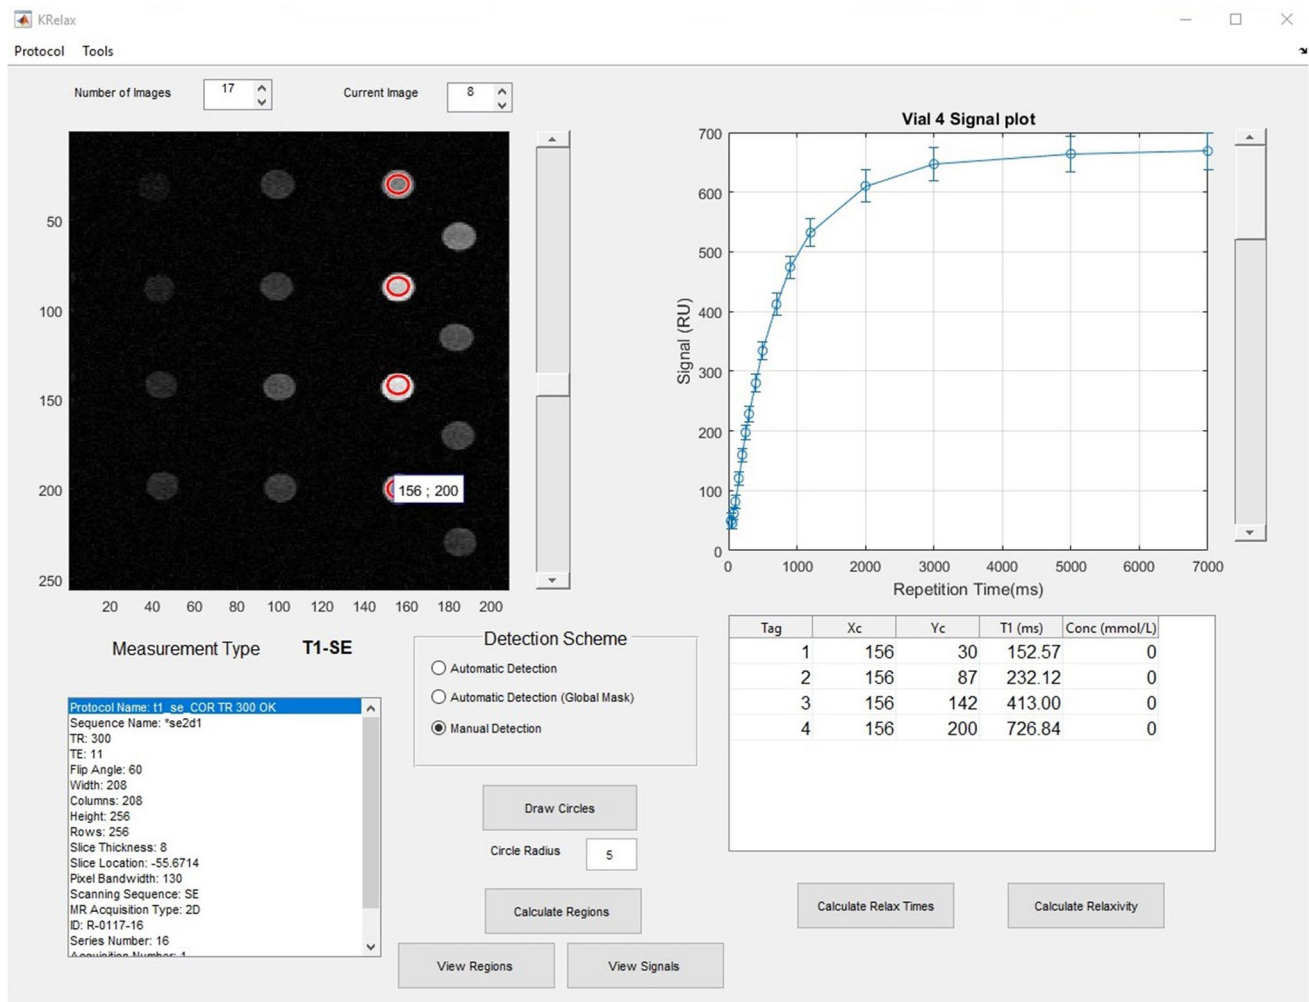 KRelax
Protocol Tools
Number of Images 17 Current Image 8
50
100
150
200
250
20 40 60 80 100 120 140 160 180 200
156 ; 200
Vial 4 Signal plot
700
600
500
400
300
200
100
0
Signal (RU)
0 1000 2000 3000 4000 5000 6000 7000
Repetition Time(ms)
Measurement Type T1-SE
Protocol Name: t1_se_COR TR 300 OK
Sequence Name: *se2d1
TR: 300
TE: 11
Flip Angle: 60
Width: 208
Columns: 208
Height: 256
Rows: 256
Slice Thickness: 8
Slice Location: -55.6714
Pixel Bandwidth: 130
Scanning Sequence: SE
MR Acquisition Type: 2D
ID: R-0117-16
Series Number: 16
Acquisition Number: 1
Detection Scheme
Automatic Detection
Automatic Detection (Global Mask)
Manual Detection
Draw Circles
Circle Radius 5
Calculate Regions
View Regions View Signals
Tag Xc Yc T1 (ms) Conc (mmol/L)
1 156 30 152.57 0
2 156 87 232.12 0
3 156 142 413.00 0
4 156 200 726.84 0
Calculate Relax Times Calculate Relaxivity